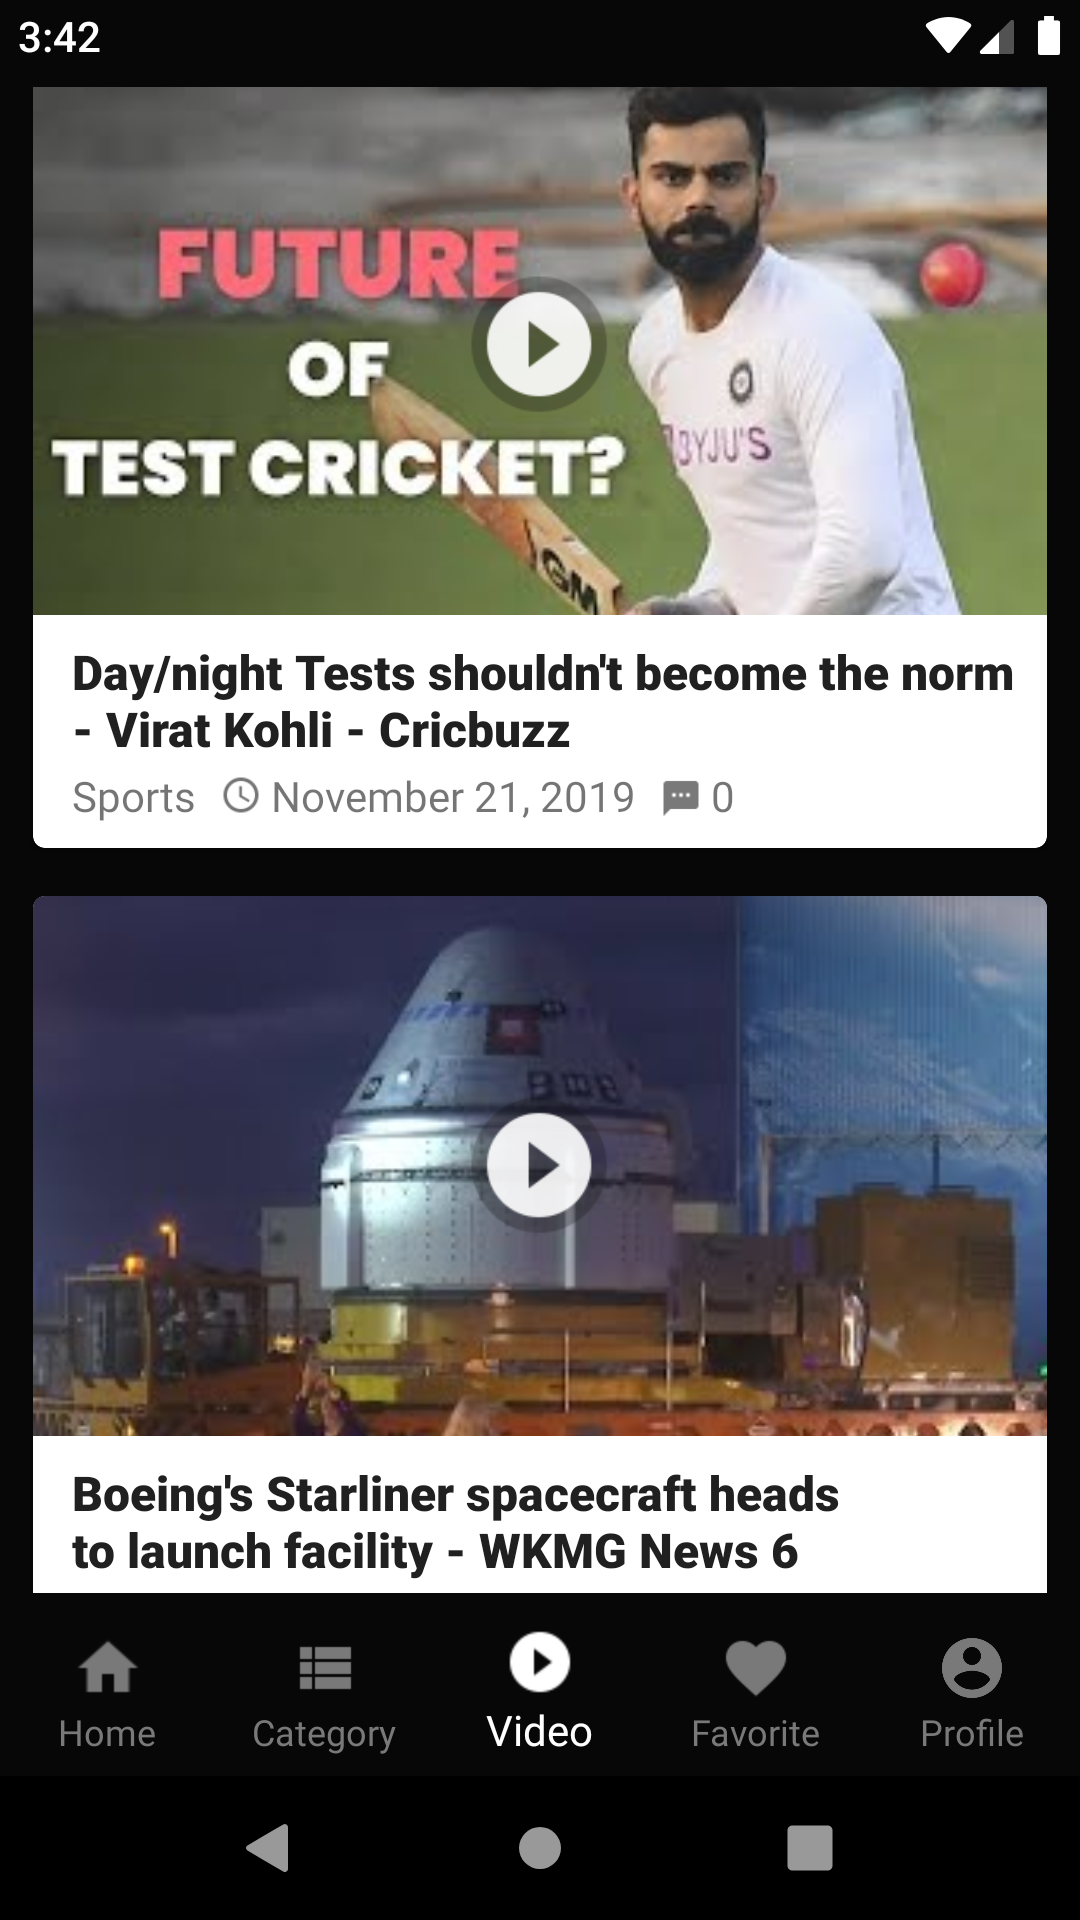 3:42
FUTURE
OF
TEST CRICKET?
BYJU'S
GM
Day/night Tests shouldn't become the norm
- Virat Kohli - Cricbuzz
Sports November 21, 2019 0
Boeing's Starliner spacecraft heads
to launch facility - WKMG News 6
Home Category Video Favorite Profile